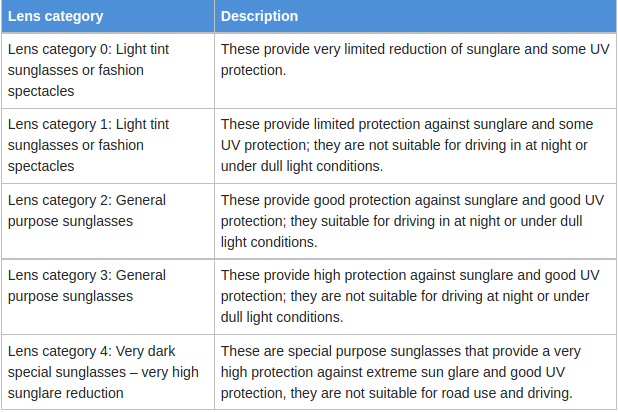 Lens category
Description
Lens category 0: Light tint
sunglasses or fashion
spectacles
These provide very limited reduction of sunglare and some UV
protection.
Lens category 1: Light tint
sunglasses or fashion
spectacles
These provide limited protection against sunglare and some
UV protection; they are not suitable for driving in at night or
under dull light conditions.
Lens category 2: General
purpose sunglasses
These provide good protection against sunglare and good UV
protection; they suitable for driving in at night or under dull
light conditions.
Lens category 3: General
purpose sunglasses
These provide high protection against sunglare and good UV
protection; they are not suitable for driving at night or under
dull light conditions.
Lens category 4: Very dark
special sunglasses – very high
sunglare reduction
These are special purpose sunglasses that provide a very
high protection against extreme sun glare and good UV
protection, they are not suitable for road use and driving.